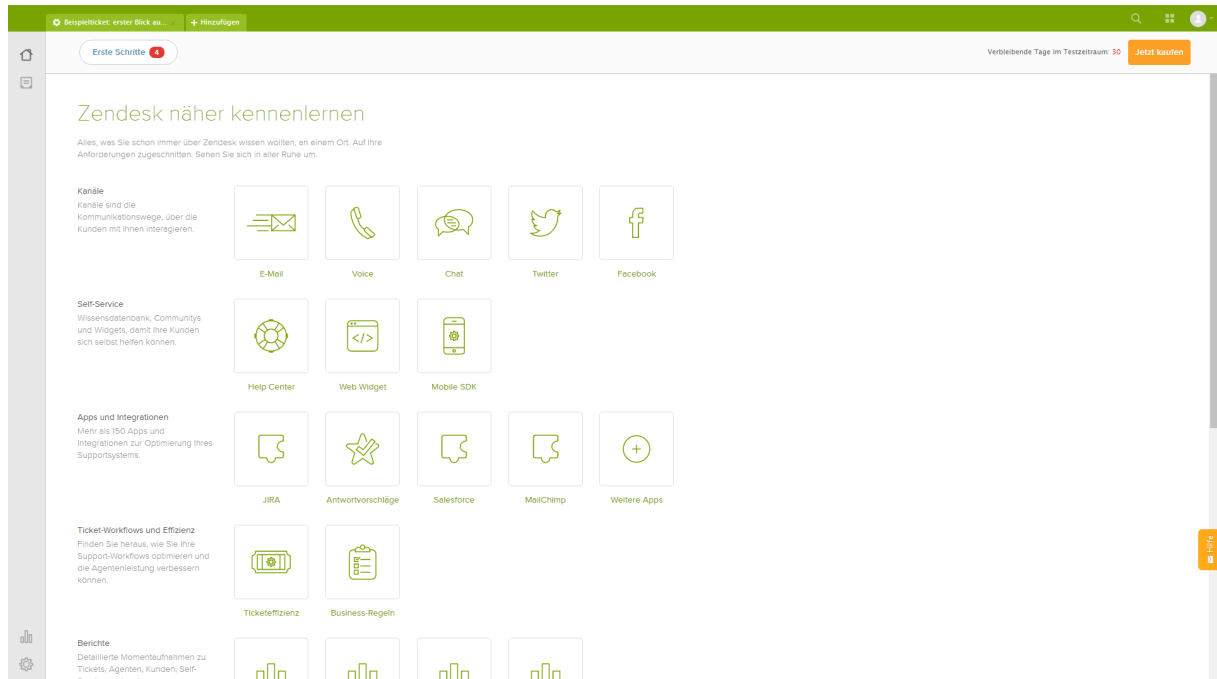 Beispielticket: erster Blick au...
+ Hinzufügen
Erste Schritte 4
Verbleibende Tage im Testzeitraum: 30
Jetzt kaufen
Zendesk näher kennenlernen
Alles, was Sie schon immer über Zendesk wissen wollten, an einem Ort. Auf Ihre
Anforderungen zugeschnitten. Sehen Sie sich in aller Ruhe um.
Kanäle
Kanäle sind die
Kommunikationswege, über die
Kunden mit Ihnen interagieren.
E-Mail
Voice
Chat
Twitter
Facebook
Self-Service
Wissensdatenbank, Communitys
und Widgets, damit Ihre Kunden
sich selbst helfen können.
Help Center
Web Widget
Mobile SDK
Apps und Integrationen
Mehr als 150 Apps und
Integrationen zur Optimierung Ihres
Supportsystems.
JIRA
Antwortvorschläge
Salesforce
MailChimp
Weitere Apps
Ticket-Workflows und Effizienz
Finden Sie heraus, wie Sie Ihre
Support-Workflows optimieren und
die Agentenleistung verbessern
können.
Ticketeffizienz
Business-Regeln
Hilfe
Berichte
Detaillierte Momentaufnahmen zu
Tickets, Agenten, Kunden, Self-